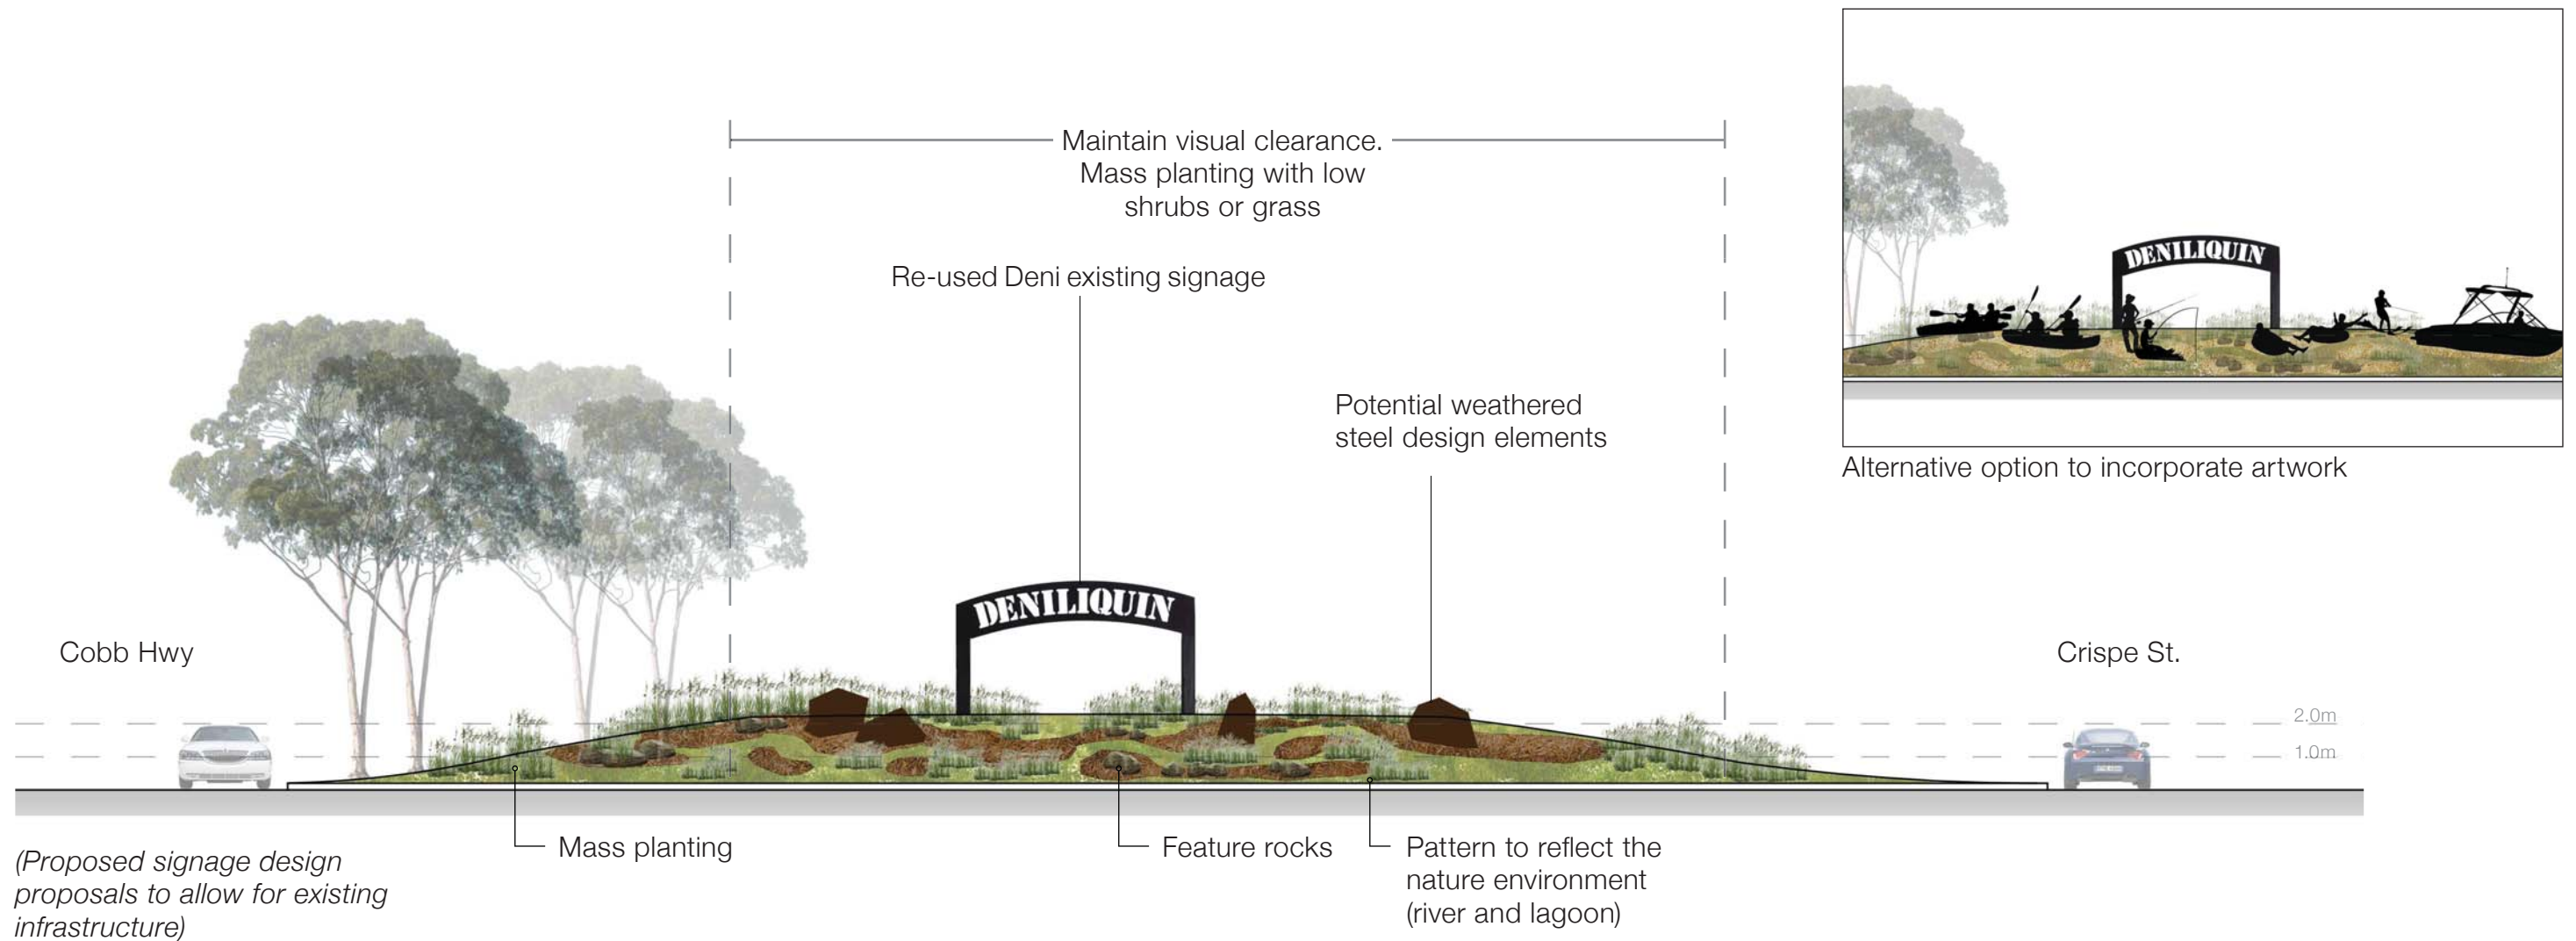 Maintain visual clearance.
Mass planting with low
shrubs or grass
Re-used Deni existing signage
Potential weathered
steel design elements
DENILIQUIN
Alternative option to incorporate artwork
DENILIQUIN
Cobb Hwy
Crispe St.
2.0m
1.0m
Mass planting
Feature rocks
Pattern to reflect the
nature environment
(river and lagoon)
(Proposed signage design
proposals to allow for existing
infrastructure)